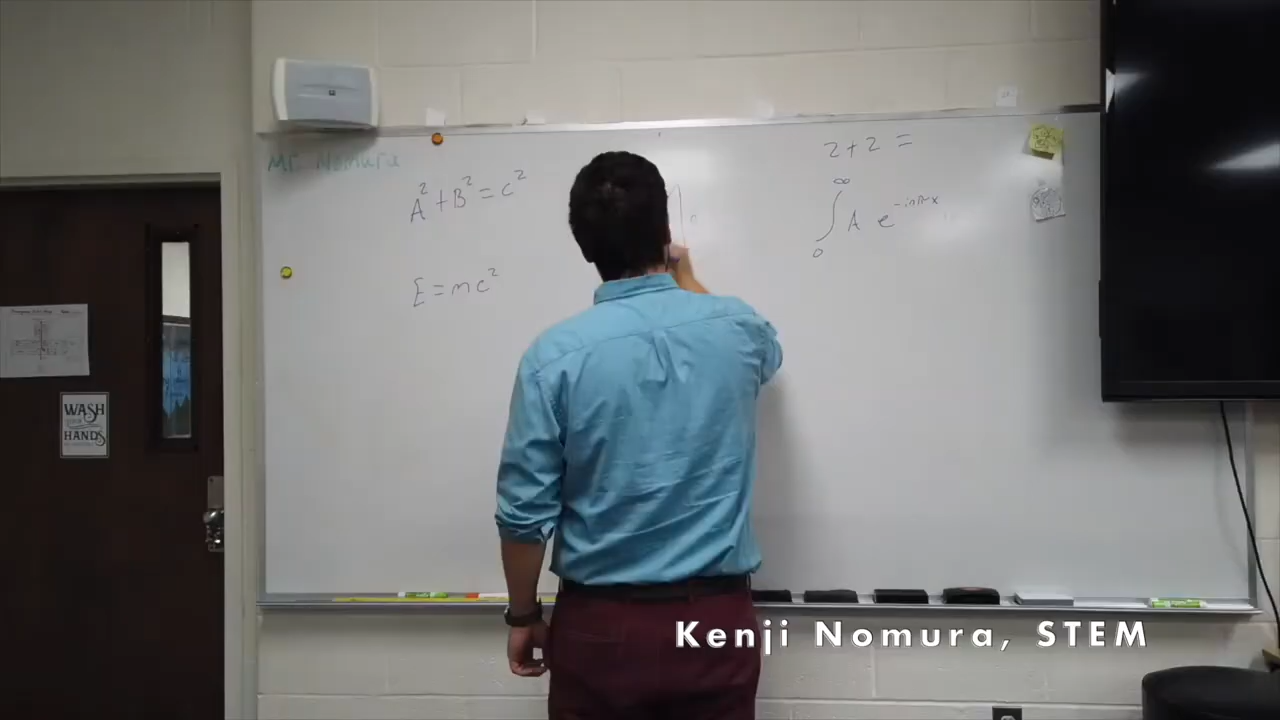 Mr. Nomura
A² + B² = C²
E = mc²
2 + 2 =
∞
∫ A e
0
WASH
HANDS
Kenji Nomura, STEM